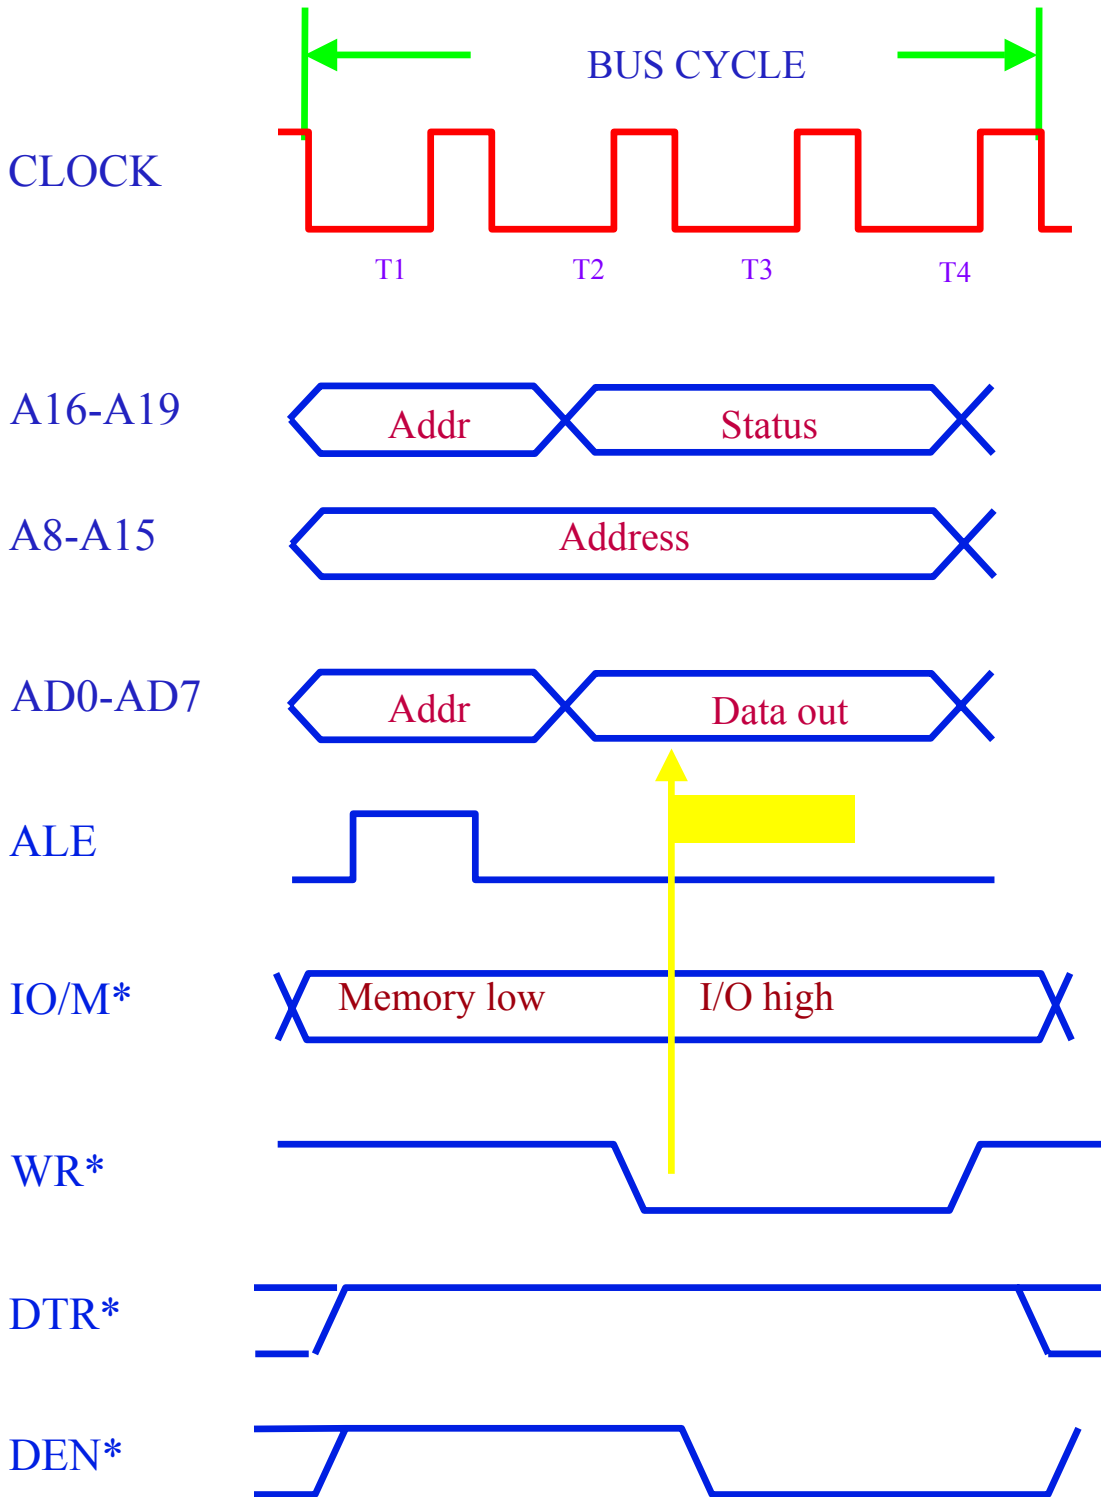 BUS CYCLE
CLOCK
T1 T2 T3 T4
A16-A19 Addr Status
A8-A15 Address
AD0-AD7 Addr Data out
ALE
IO/M* Memory low I/O high
WR*
DTR*
DEN*